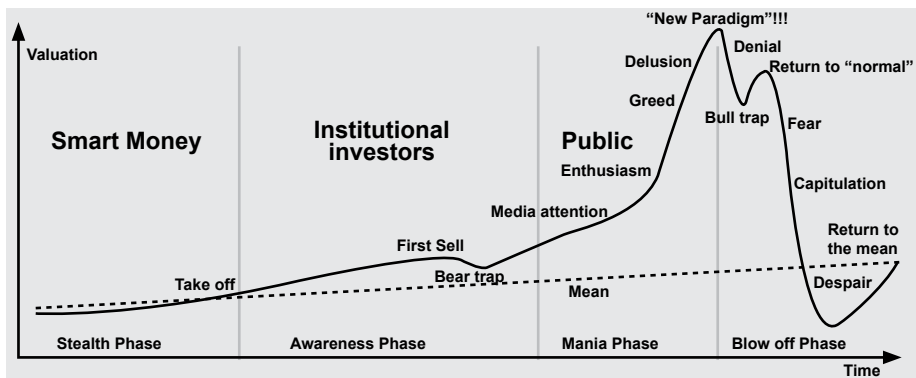 “New Paradigm”!!!
Valuation
Denial
Delusion
Return to “normal”
Greed
Bull trap
Smart Money
Institutional
investors
Public
Fear
Enthusiasm
Capitulation
Media attention
First Sell
Return to
the mean
Bear trap
Take off
Mean
Despair
Stealth Phase
Awareness Phase
Mania Phase
Blow off Phase
Time